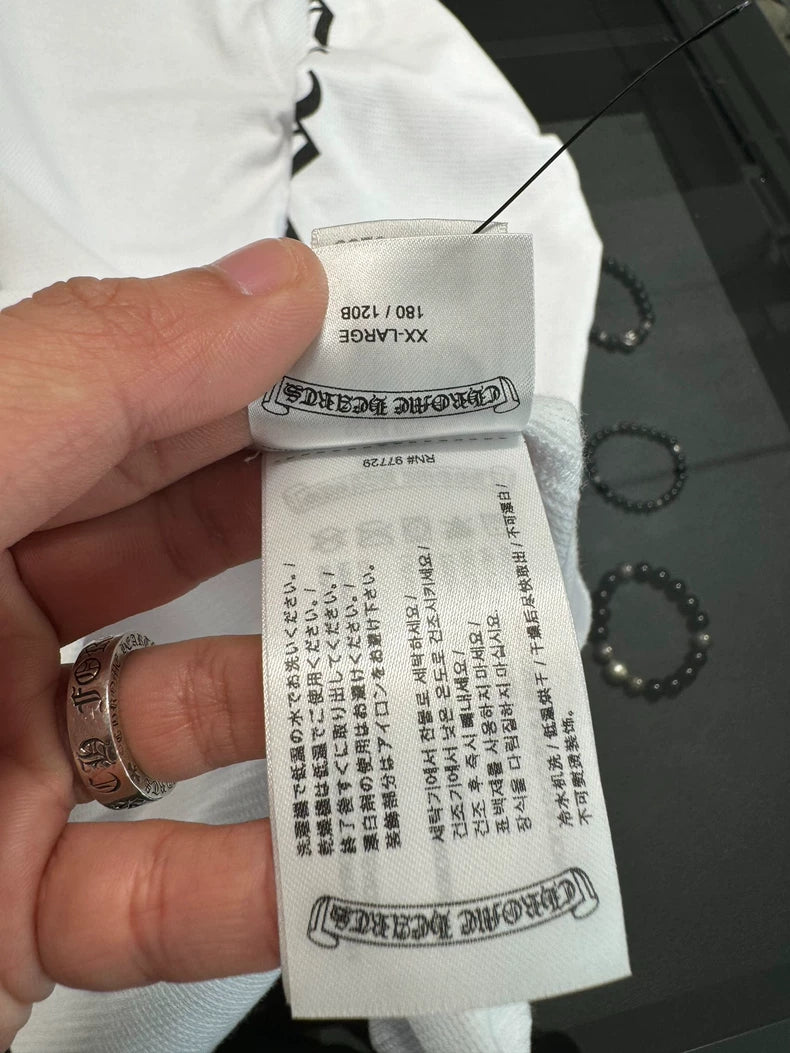 CHROME HEARTS
XX-LARGE
180 / 120B
RN# 97729
洗濯機で低温の水でお洗いください。/
乾燥機は低温でご使用ください。/
終了後すぐに取り出してください。/
漂白剤の使用はお避けください。/
装飾部分はアイロンをお避け下さい。
세탁기에서 찬물로 세탁하세요/
건조기에서 낮은 온도로 건조시키세요/
건조 후 즉시 빼내세요/
표백제를 사용하지 마세요/
장식을 다림질하지 마십시요.
冷水机洗 / 低温烘干 / 干燥后尽快取出 / 不可漂白 /
不可熨烫装饰。
CHROME HEARTS
CH FOR